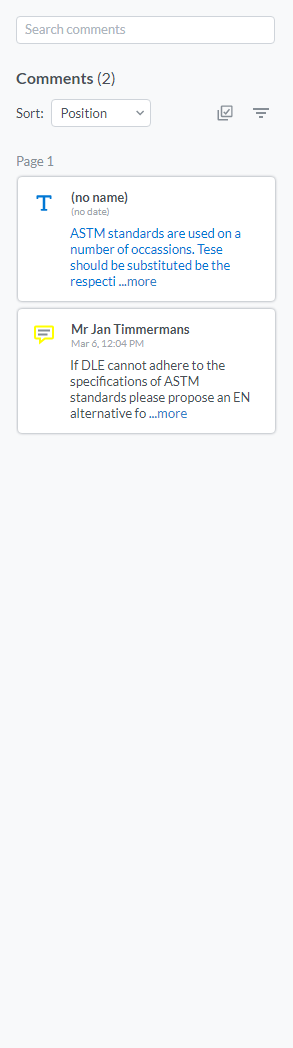 Search comments
Comments (2)
Sort: Position
Page 1
(no name)
(no date)
ASTM standards are used on a
number of occassions. Tese
should be substituted be the
respecti ...more
Mr Jan Timmermans
Mar 6, 12:04 PM
If DLE cannot adhere to the
specifications of ASTM
standards please propose an EN
alternative fo ...more